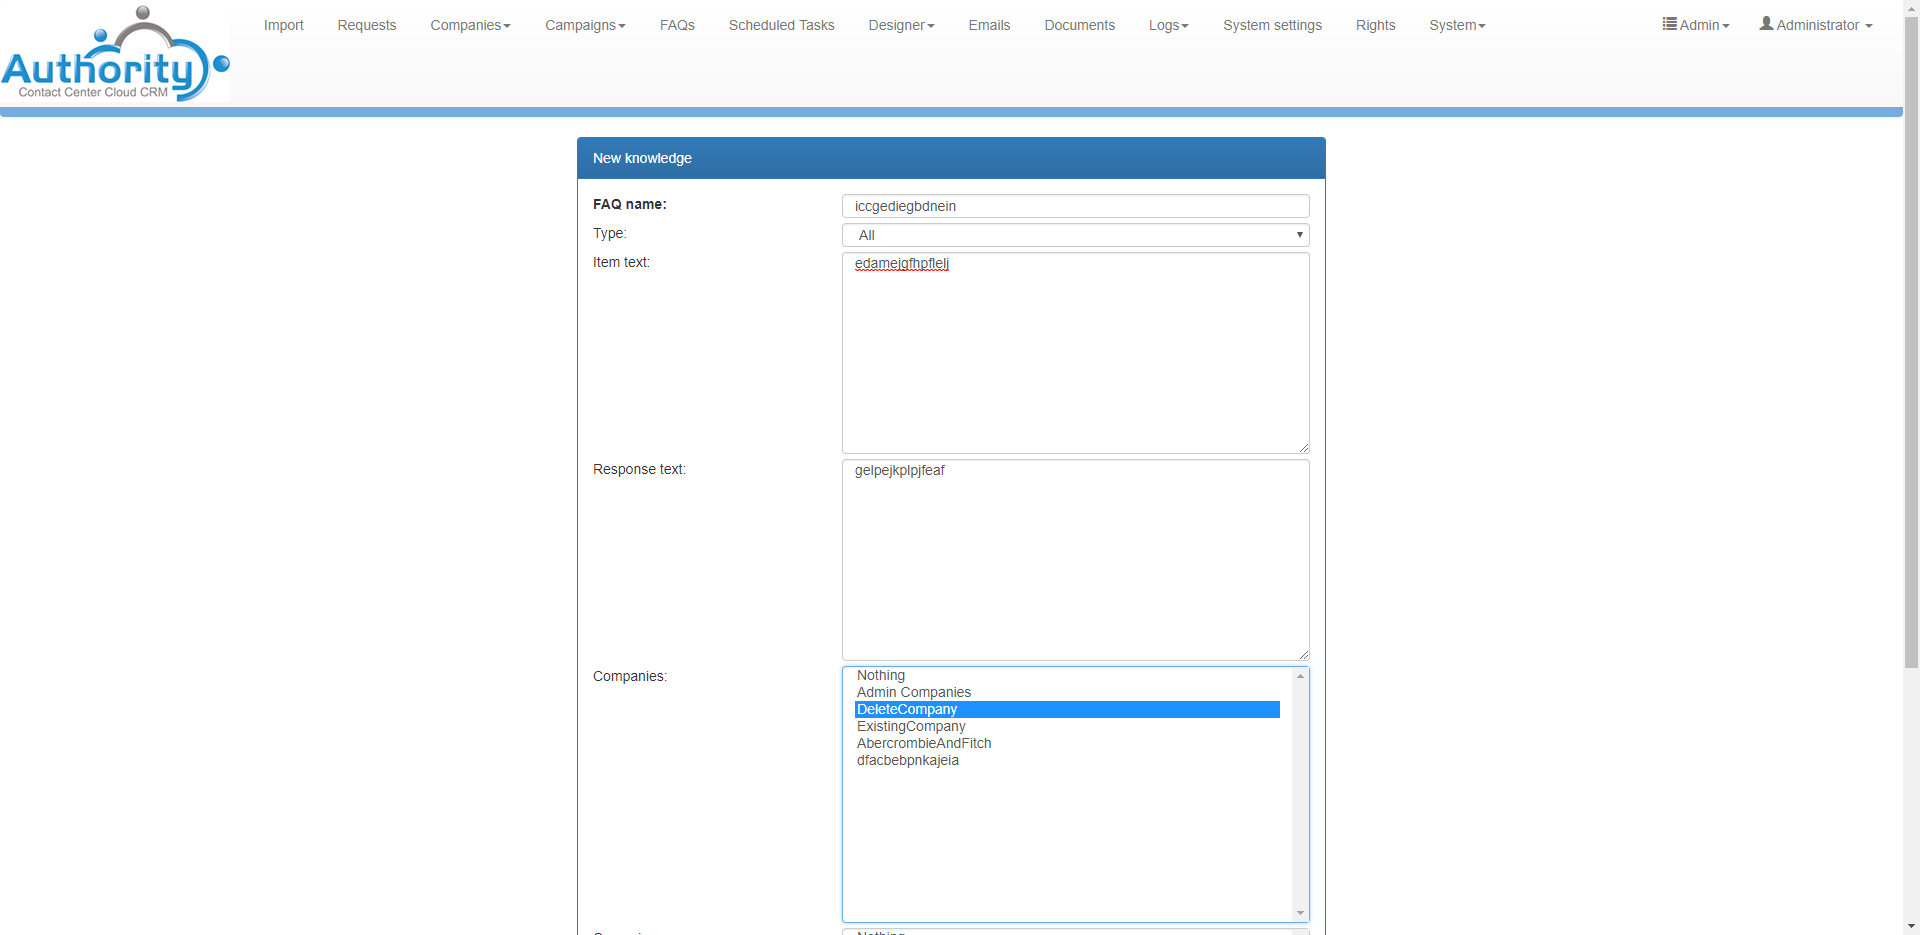 Authority
Contact Center Cloud CRM
Import Requests Companies Campaigns FAQs Scheduled Tasks Designer Emails Documents Logs System settings Rights System Admin Administrator
New knowledge
FAQ name: iccgediegbdnein
Type: All
Item text: edamejgfhpflelj
Response text: gelpejkplpjfeaf
Companies: Nothing
Admin Companies
DeleteCompany
ExistingCompany
AbercrombieAndFitch
dfacbebpnkajeia
Nothing